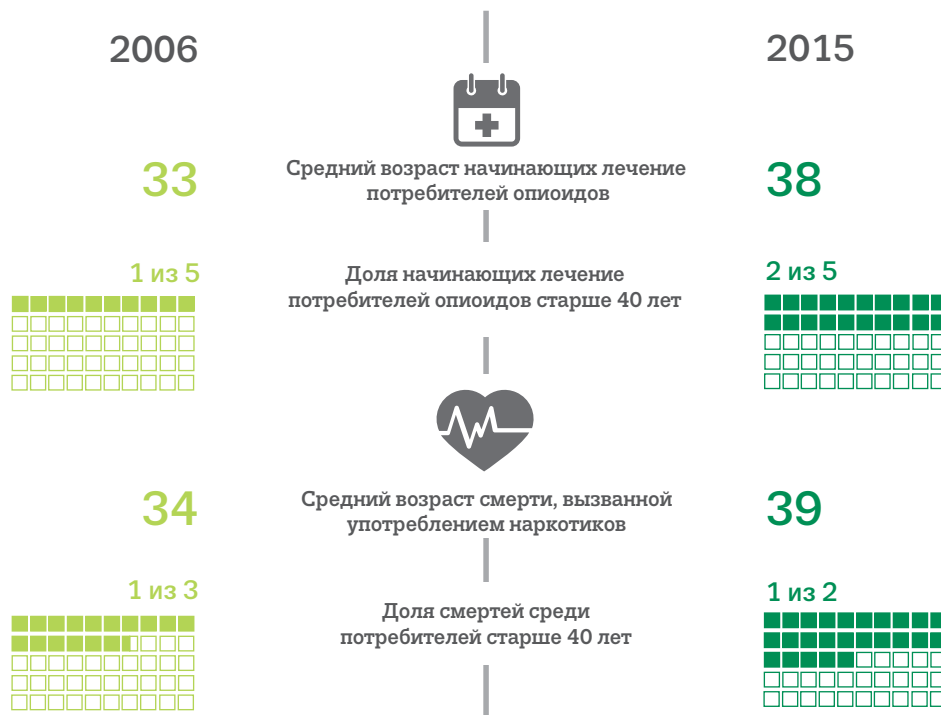 2006
2015
33
Средний возраст начинающих лечение
потребителей опиоидов
38
1 из 5
Доля начинающих лечение
потребителей опиоидов старше 40 лет
2 из 5
34
Средний возраст смерти, вызванной
употреблением наркотиков
39
1 из 3
Доля смертей среди
потребителей старше 40 лет
1 из 2